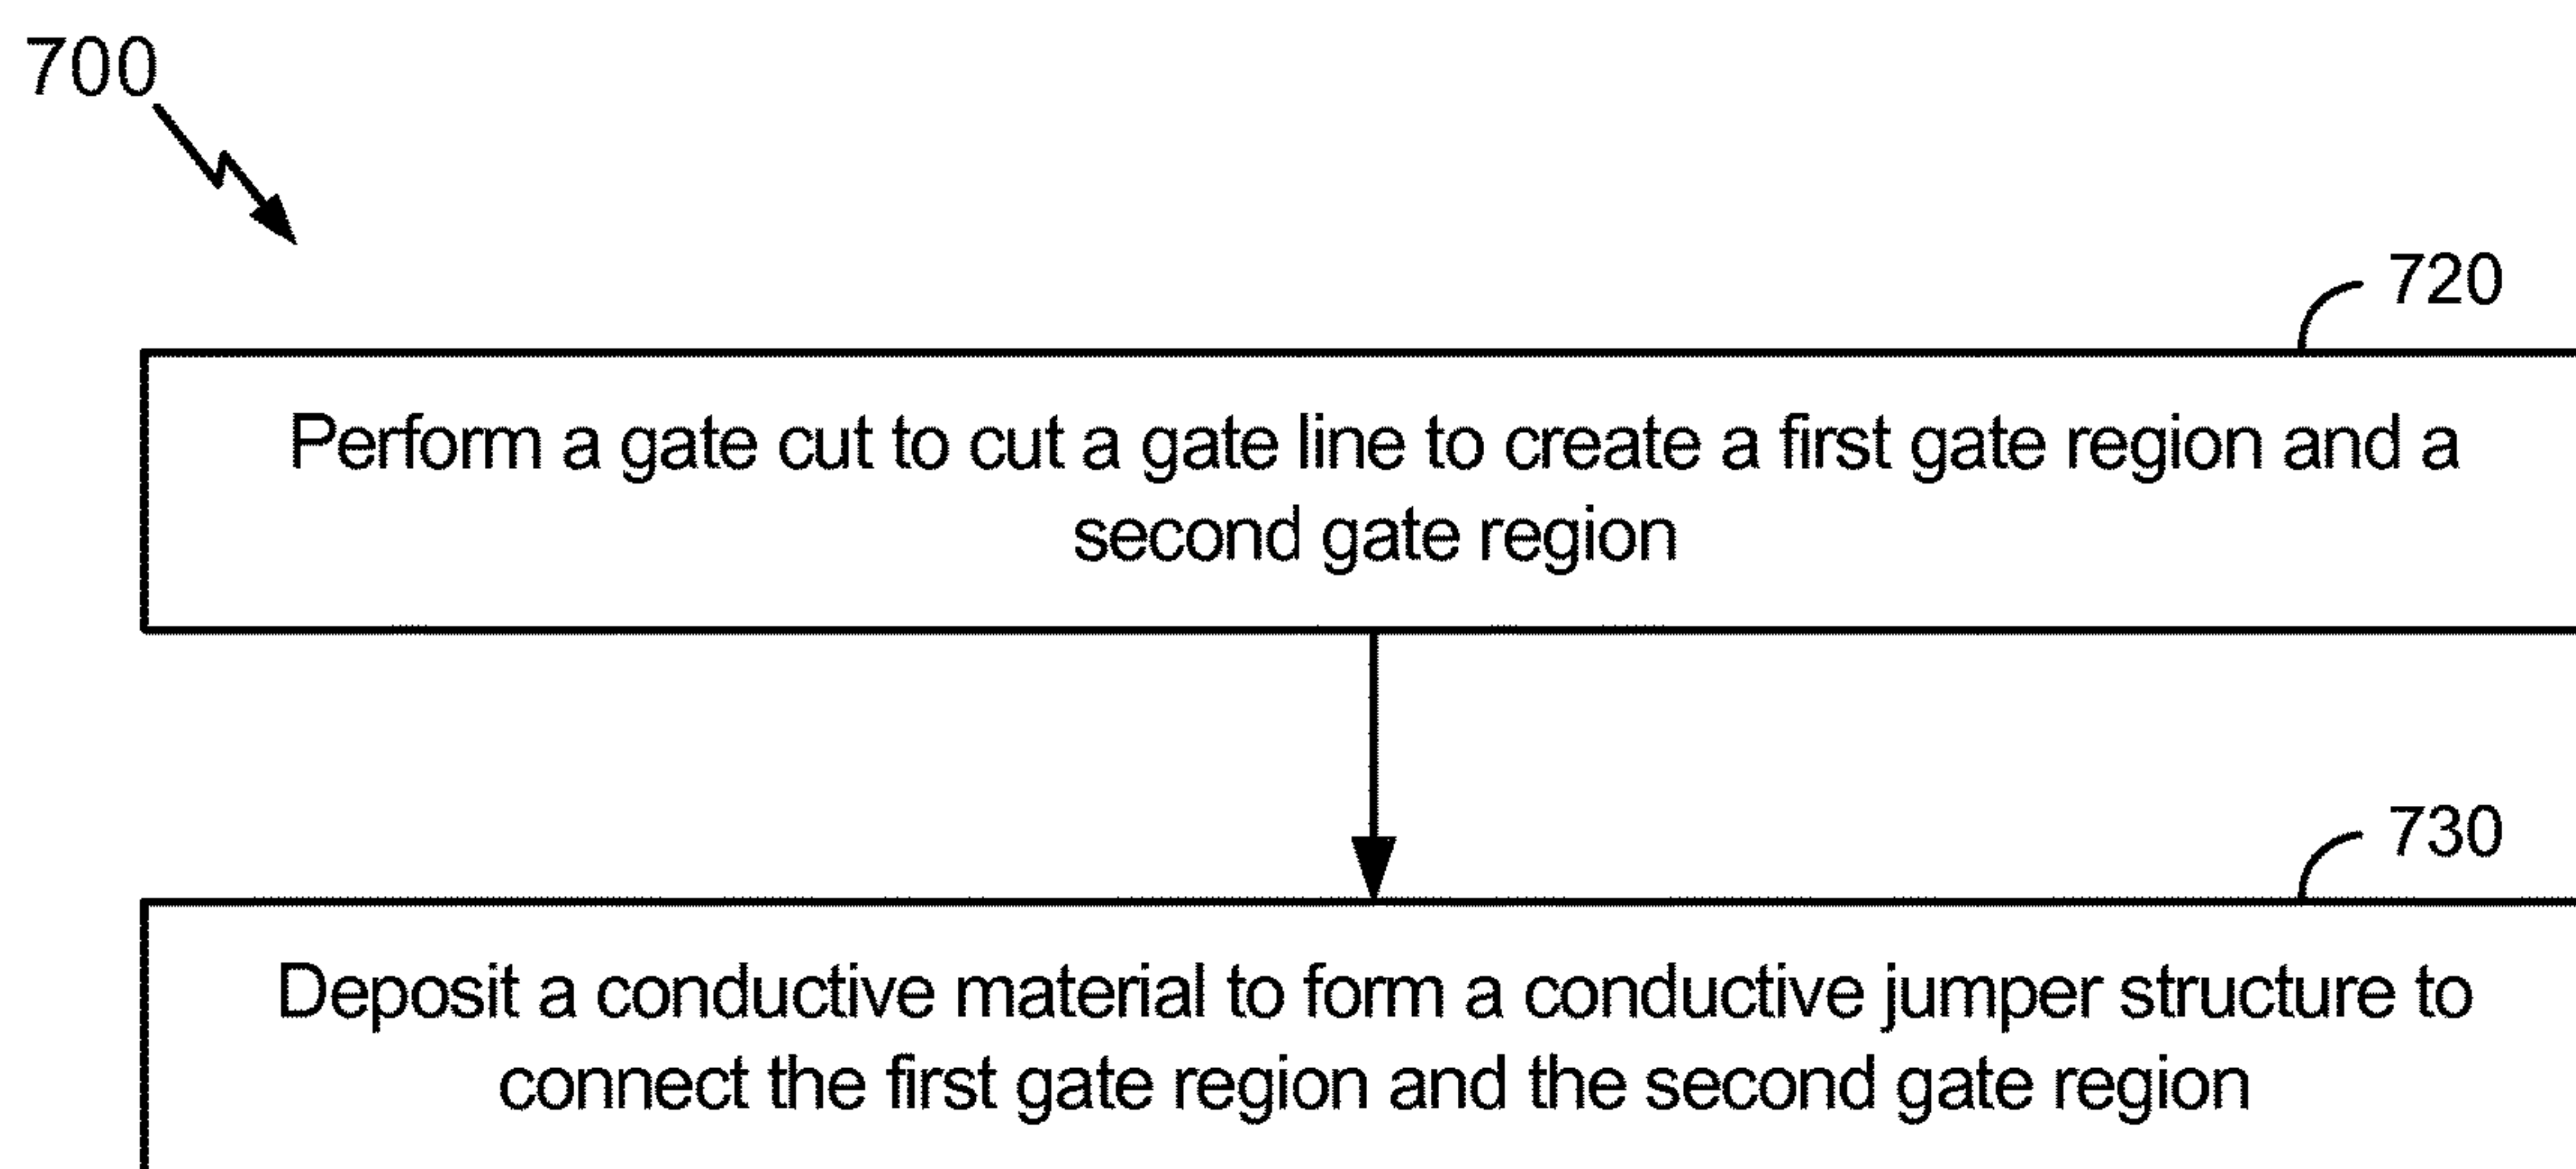 700
720
Perform a gate cut to cut a gate line to create a first gate region and a
second gate region
730
Deposit a conductive material to form a conductive jumper structure to
connect the first gate region and the second gate region